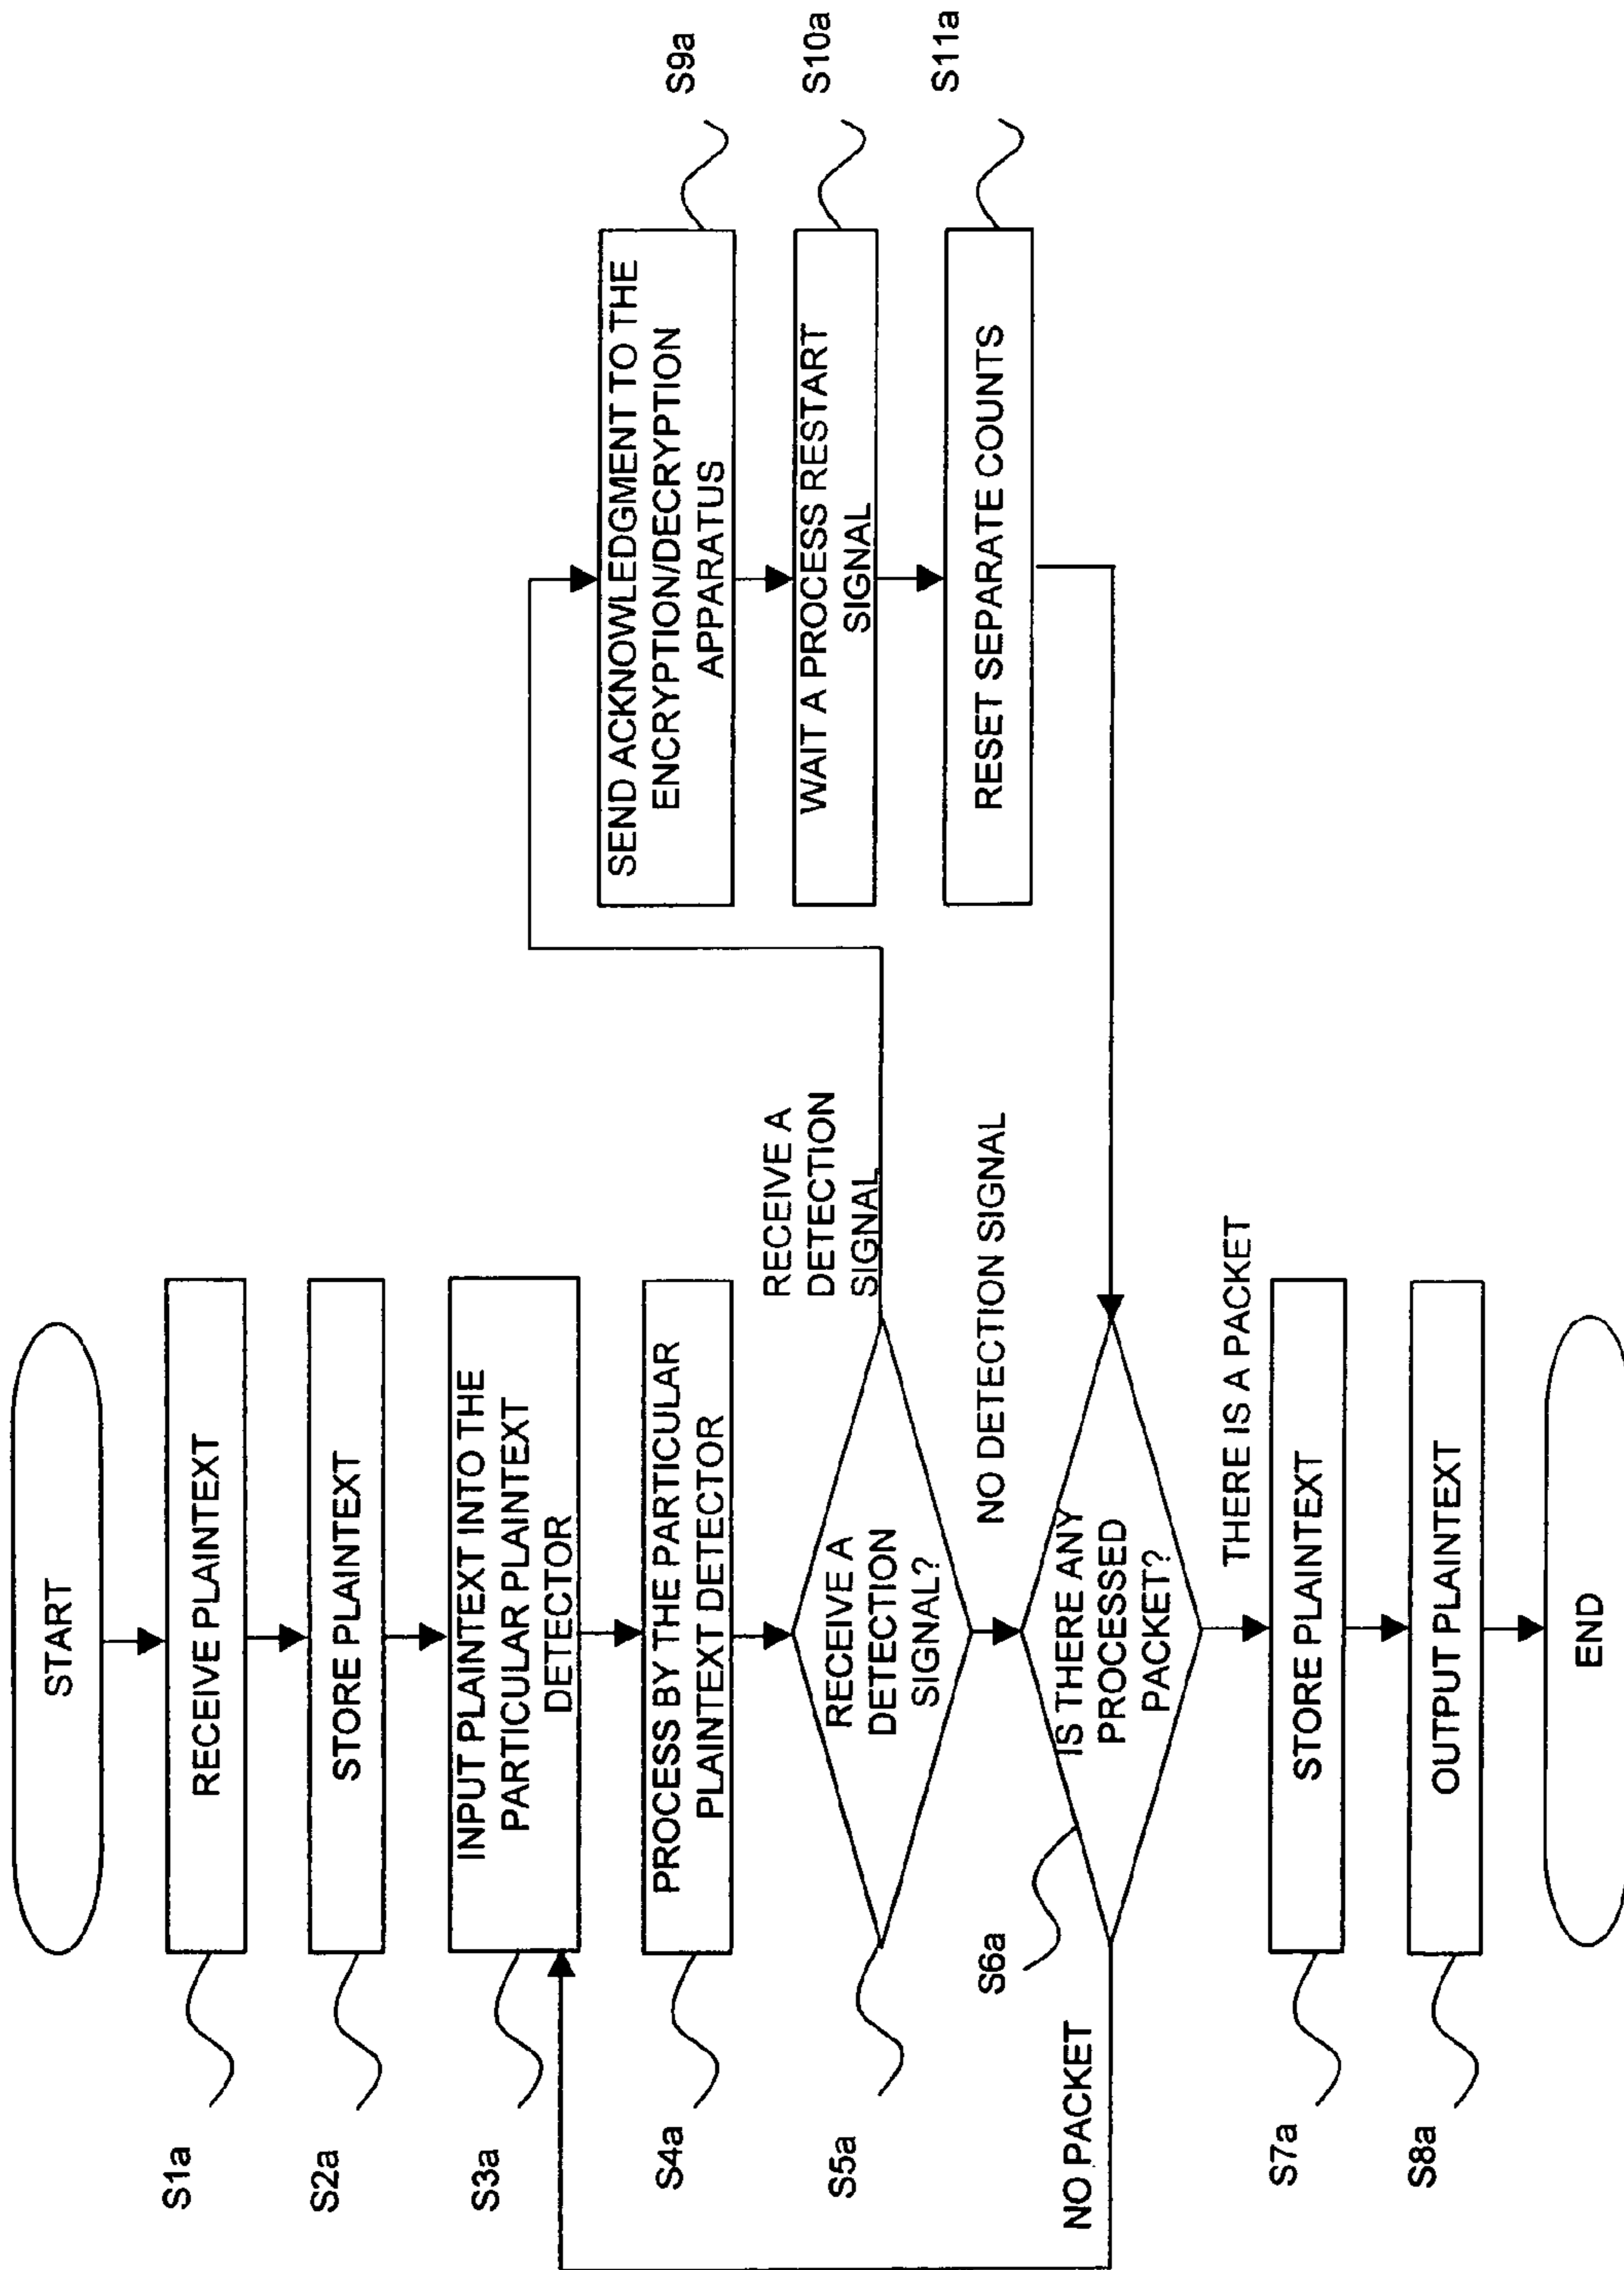 START
S1a
RECEIVE PLAINTEXT
S2a
STORE PLAINTEXT
S3a
INPUT PLAINTEXT INTO THE
PARTICULAR PLAINTEXT
DETECTOR
S4a
PROCESS BY THE PARTICULAR
PLAINTEXT DETECTOR
S5a
RECEIVE A
DETECTION
SIGNAL?
RECEIVE A
DETECTION
SIGNAL
NO DETECTION SIGNAL
S6a
IS THERE ANY
PROCESSED
PACKET?
NO PACKET
THERE IS A PACKET
S7a
STORE PLAINTEXT
S8a
OUTPUT PLAINTEXT
END
SEND ACKNOWLEDGMENT TO THE
ENCRYPTION/DECRYPTION
APPARATUS
S9a
WAIT A PROCESS RESTART
SIGNAL
S10a
RESET SEPARATE COUNTS
S11a